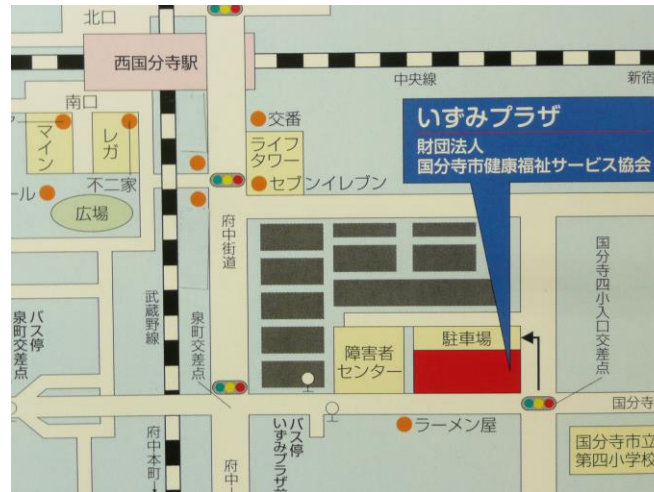 北口
西国分寺駅
中央線
新宿
南口
マイン
レガ
交番
ライフ
タワー
セブンイレブン
不二家
ール
広場
いずみプラザ
財団法人
国分寺市健康福祉サービス協会
府中街道
武蔵野線
泉町交差点
バス停
泉町交差点
国分寺四小入口交差点
駐車場
障害者
センター
ラーメン屋
バス停
いずみプラザ
府中本町
府中
国分寺
国分寺市立
第四小学校